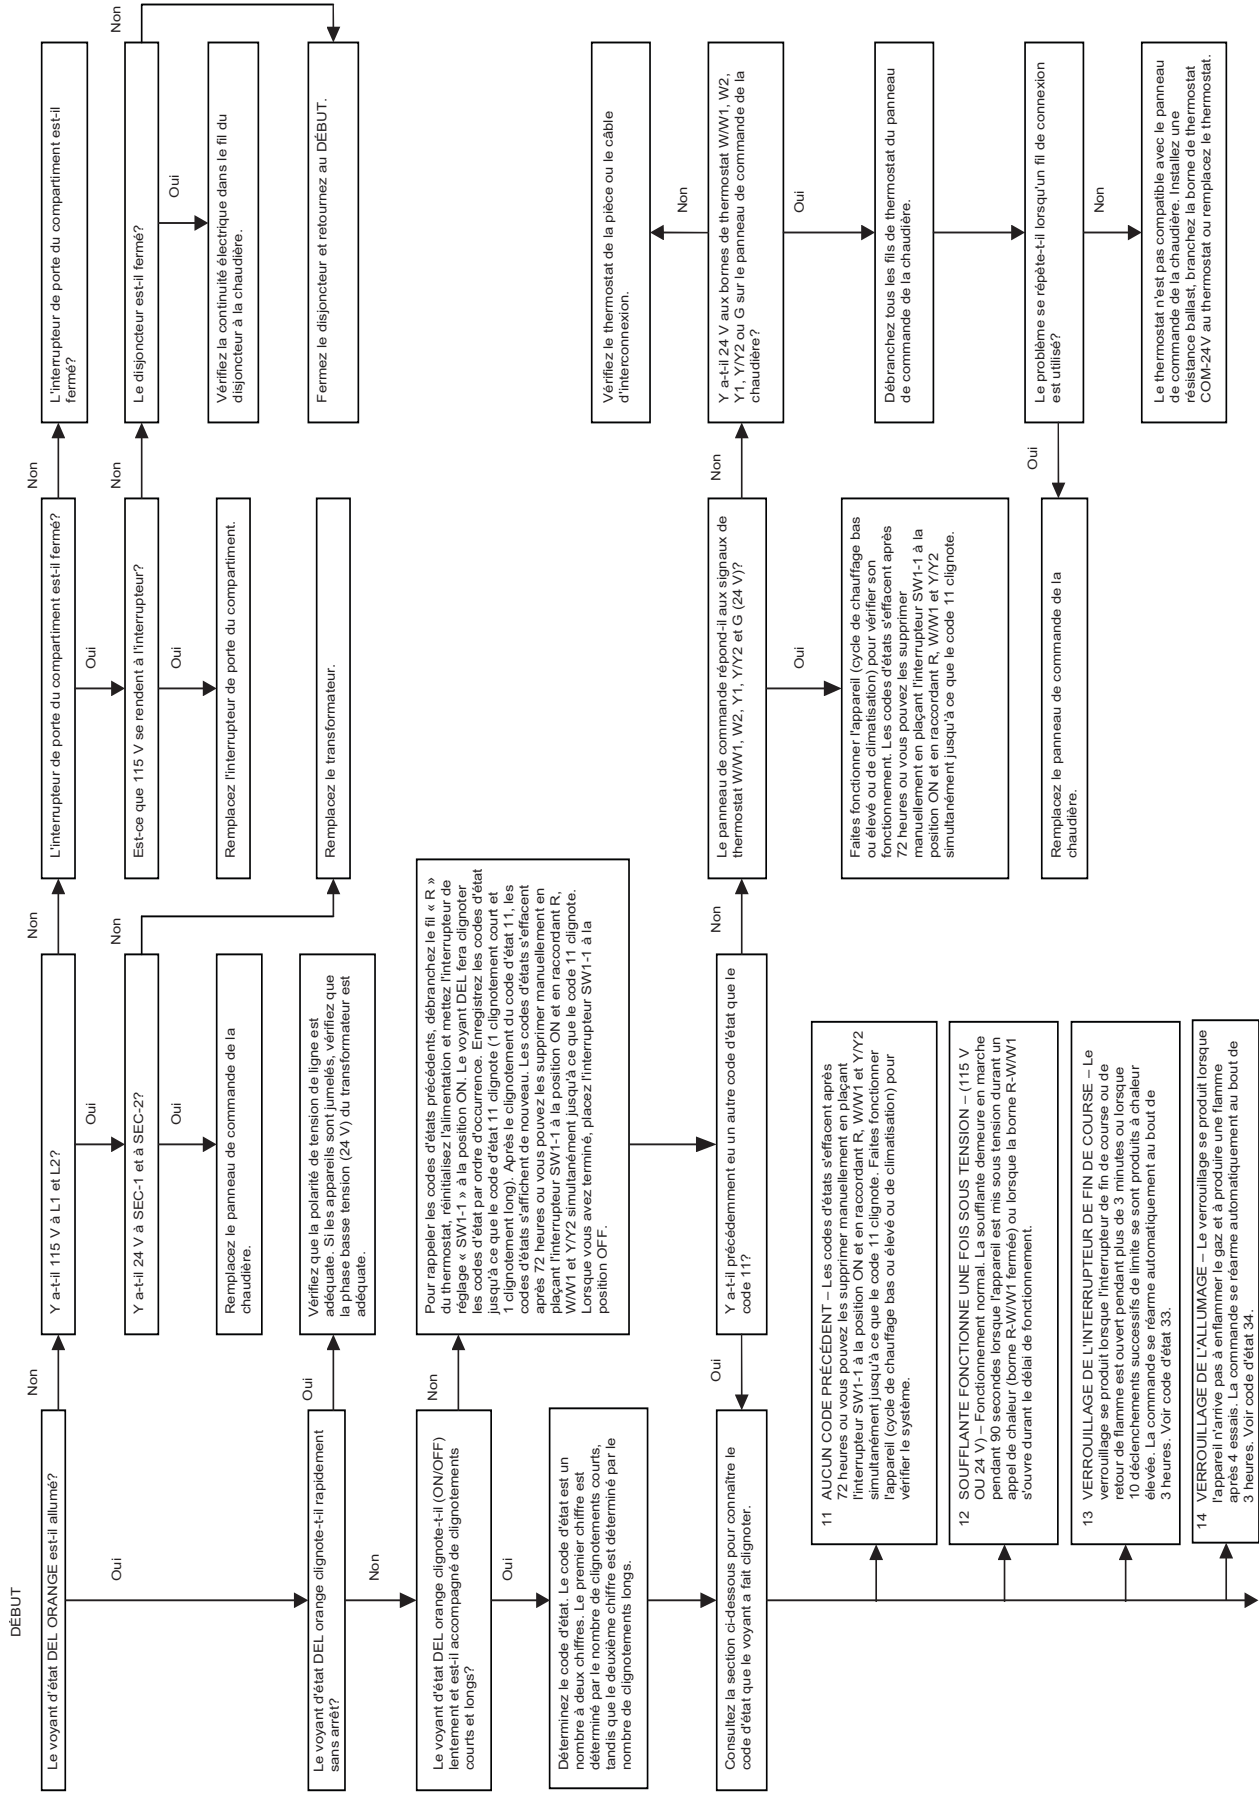 DÉBUT
Le voyant d'état DEL ORANGE est-il allumé?
Non
Y a-t-il 115 V à L1 et L2?
Non
L'interrupteur de porte du compartiment est-il fermé?
Non
L'interrupteur de porte du compartiment est-il
fermé?
Oui
Oui
Oui
Y a-t-il 24 V à SEC-1 et à SEC-2?
Non
Est-ce que 115 V se rendent à l'interrupteur?
Non
Le disjoncteur est-il fermé?
Non
Oui
Oui
Oui
Remplacez le panneau de commande de la
chaudière.
Remplacez l'interrupteur de porte du compartiment.
Vérifiez la continuité électrique dans le fil du
disjoncteur à la chaudière.
Le voyant d'état DEL orange clignote-t-il rapidement
sans arrêt?
Oui
Vérifiez que la polarité de tension de ligne est
adéquate. Si les appareils sont jumelés, vérifiez que
la phase basse tension (24 V) du transformateur est
adéquate.
Remplacez le transformateur.
Fermez le disjoncteur et retournez au DÉBUT.
Non
Le voyant d'état DEL orange clignote-t-il (ON/OFF)
lentement et est-il accompagné de clignotements
courts et longs?
Non
Pour rappeler les codes d'états précédents, débranchez le fil « R »
du thermostat, réinitialisez l'alimentation et mettez l'interrupteur de
réglage « SW1-1 » à la position ON. Le voyant DEL fera clignoter
les codes d'état par ordre d'occurrence. Enregistrez les codes d'état
jusqu'à ce que le code d'état 11 clignote (1 clignotement court et
1 clignotement long). Après le clignotement du code d'état 11, les
codes d'états s'affichent de nouveau. Les codes d'états s'effacent
après 72 heures ou vous pouvez les supprimer manuellement en
plaçant l'interrupteur SW1-1 à la position ON et en raccordant R,
W/W1 et Y/Y2 simultanément jusqu'à ce que le code 11 clignote.
Lorsque vous avez terminé, placez l'interrupteur SW1-1 à la
position OFF.
Oui
Déterminez le code d'état. Le code d'état est un
nombre à deux chiffres. Le premier chiffre est
déterminé par le nombre de clignotements courts,
tandis que le deuxième chiffre est déterminé par le
nombre de clignotements longs.
Vérifiez le thermostat de la pièce ou le câble
d'interconnexion.
Non
Consultez la section ci-dessous pour connaître le
code d'état que le voyant a fait clignoter.
Oui
Y a-t-il précédemment eu un autre code d'état que le
code 11?
Non
Le panneau de commande répond-il aux signaux de
thermostat W/W1, W2, Y1, Y/Y2 et G (24 V)?
Non
Y a-t-il 24 V aux bornes de thermostat W/W1, W2,
Y1, Y/Y2 ou G sur le panneau de commande de la
chaudière?
Oui
Oui
11 AUCUN CODE PRÉCÉDENT – Les codes d'états s'effacent après
72 heures ou vous pouvez les supprimer manuellement en plaçant
l'interrupteur SW1-1 à la position ON et en raccordant R, W/W1 et Y/Y2
simultanément jusqu'à ce que le code 11 clignote. Faites fonctionner
l'appareil (cycle de chauffage bas ou élevé ou de climatisation) pour
vérifier le système.
Faites fonctionner l'appareil (cycle de chauffage bas
ou élevé ou de climatisation) pour vérifier son
fonctionnement. Les codes d'états s'effacent après
72 heures ou vous pouvez les supprimer
manuellement en plaçant l'interrupteur SW1-1 à la
position ON et en raccordant R, W/W1 et Y/Y2
simultanément jusqu'à ce que le code 11 clignote.
Débranchez tous les fils de thermostat du panneau
de commande de la chaudière.
12 SOUFFLANTE FONCTIONNE UNE FOIS SOUS TENSION – (115 V
OU 24 V) – Fonctionnement normal. La soufflante demeure en marche
pendant 90 secondes lorsque l'appareil est mis sous tension durant un
appel de chaleur (borne R-W/W1 fermée) ou lorsque la borne R-W/W1
s'ouvre durant le délai de fonctionnement.
Le problème se répète-t-il lorsqu'un fil de connexion
est utilisé?
Oui
Non
Remplacez le panneau de commande de la
chaudière.
13 VERROUILLAGE DE L'INTERRUPTEUR DE FIN DE COURSE – Le
verrouillage se produit lorsque l'interrupteur de fin de course ou de
retour de flamme est ouvert pendant plus de 3 minutes ou lorsque
10 déclenchements successifs de limite se sont produits à chaleur
élevée. La commande se réarme automatiquement au bout de
3 heures. Voir code d'état 33.
Le thermostat n'est pas compatible avec le panneau
de commande de la chaudière. Installez une
résistance ballast, branchez la borne de thermostat
COM-24V au thermostat ou remplacez le thermostat.
14 VERROUILLAGE DE L'ALLUMAGE – Le verrouillage se produit lorsque
l'appareil n'arrive pas à enflammer le gaz et à produire une flamme
après 4 essais. La commande se réarme automatiquement au bout de
3 heures. Voir code d'état 34.